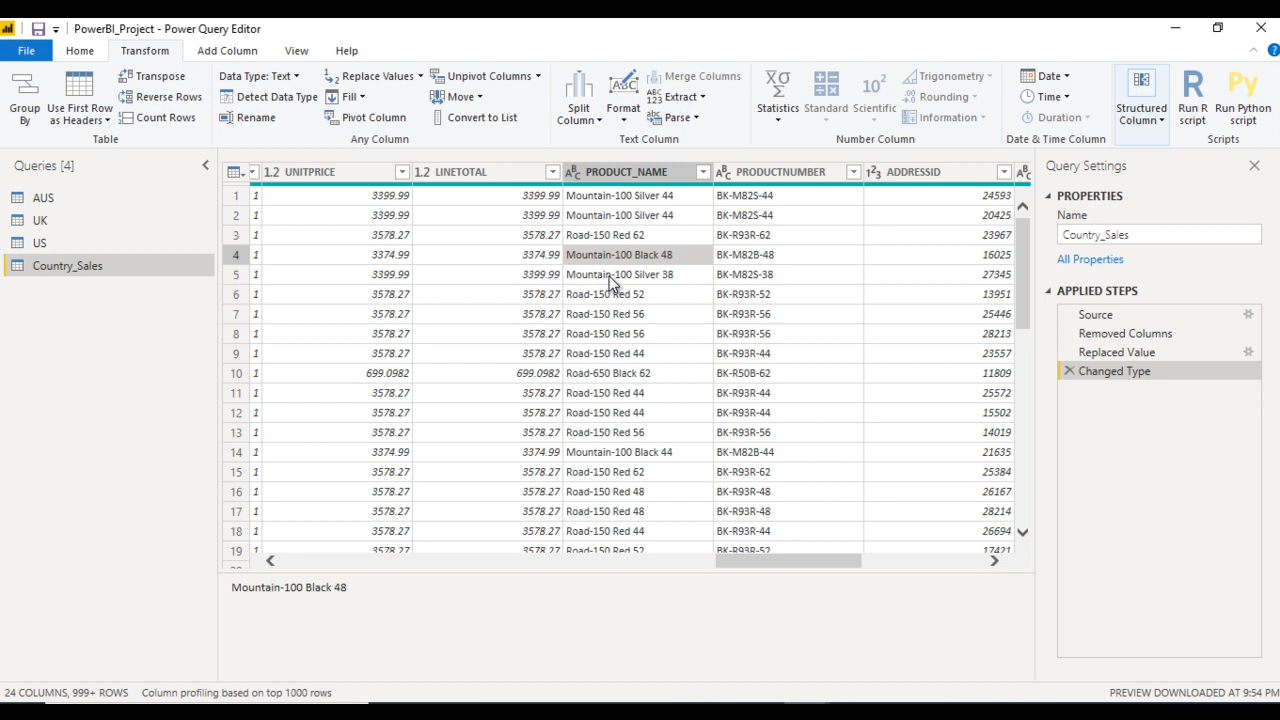 PowerBI_Project - Power Query Editor
File Home Transform Add Column View Help
Group By
Use First Row as Headers
Transpose
Reverse Rows
Count Rows
Table
Data Type: Text
Detect Data Type
Rename
Replace Values
Fill
Pivot Column
Unpivot Columns
Move
Convert to List
Any Column
Split Column
Format
Merge Columns
Extract
Parse
Text Column
Statistics
Standard
Scientific
Trigonometry
Rounding
Information
Number Column
Date
Time
Duration
Date & Time Column
Structured Column
Run R script
Run Python script
Scripts
Queries [4]
AUS
UK
US
Country_Sales
1.2 UNITPRICE 1.2 LINETOTAL ABC PRODUCT_NAME ABC PRODUCTNUMBER 123 ADDRESSID ABC
1 1 3399.99 3399.99 Mountain-100 Silver 44 BK-M82S-44 24593
2 1 3399.99 3399.99 Mountain-100 Silver 44 BK-M82S-44 20425
3 1 3578.27 3578.27 Road-150 Red 62 BK-R93R-62 23967
4 1 3374.99 3374.99 Mountain-100 Black 48 BK-M82B-48 16025
5 1 3399.99 3399.99 Mountain-100 Silver 38 BK-M82S-38 27345
6 1 3578.27 3578.27 Road-150 Red 52 BK-R93R-52 13951
7 1 3578.27 3578.27 Road-150 Red 56 BK-R93R-56 25446
8 1 3578.27 3578.27 Road-150 Red 56 BK-R93R-56 28213
9 1 3578.27 3578.27 Road-150 Red 44 BK-R93R-44 23557
10 1 699.0982 699.0982 Road-650 Black 62 BK-R50B-62 11809
11 1 3578.27 3578.27 Road-150 Red 44 BK-R93R-44 25572
12 1 3578.27 3578.27 Road-150 Red 44 BK-R93R-44 15502
13 1 3578.27 3578.27 Road-150 Red 56 BK-R93R-56 14019
14 1 3374.99 3374.99 Mountain-100 Black 44 BK-M82B-44 21635
15 1 3578.27 3578.27 Road-150 Red 62 BK-R93R-62 25384
16 1 3578.27 3578.27 Road-150 Red 48 BK-R93R-48 26167
17 1 3578.27 3578.27 Road-150 Red 48 BK-R93R-48 28214
18 1 3578.27 3578.27 Road-150 Red 44 BK-R93R-44 26694
19 1 3578.27 3578.27 Road-150 Red 52 BK-R93R-52 17421
Mountain-100 Black 48
Query Settings
PROPERTIES
Name
Country_Sales
All Properties
APPLIED STEPS
Source
Removed Columns
Replaced Value
Changed Type
24 COLUMNS, 999+ ROWS Column profiling based on top 1000 rows
PREVIEW DOWNLOADED AT 9:54 PM